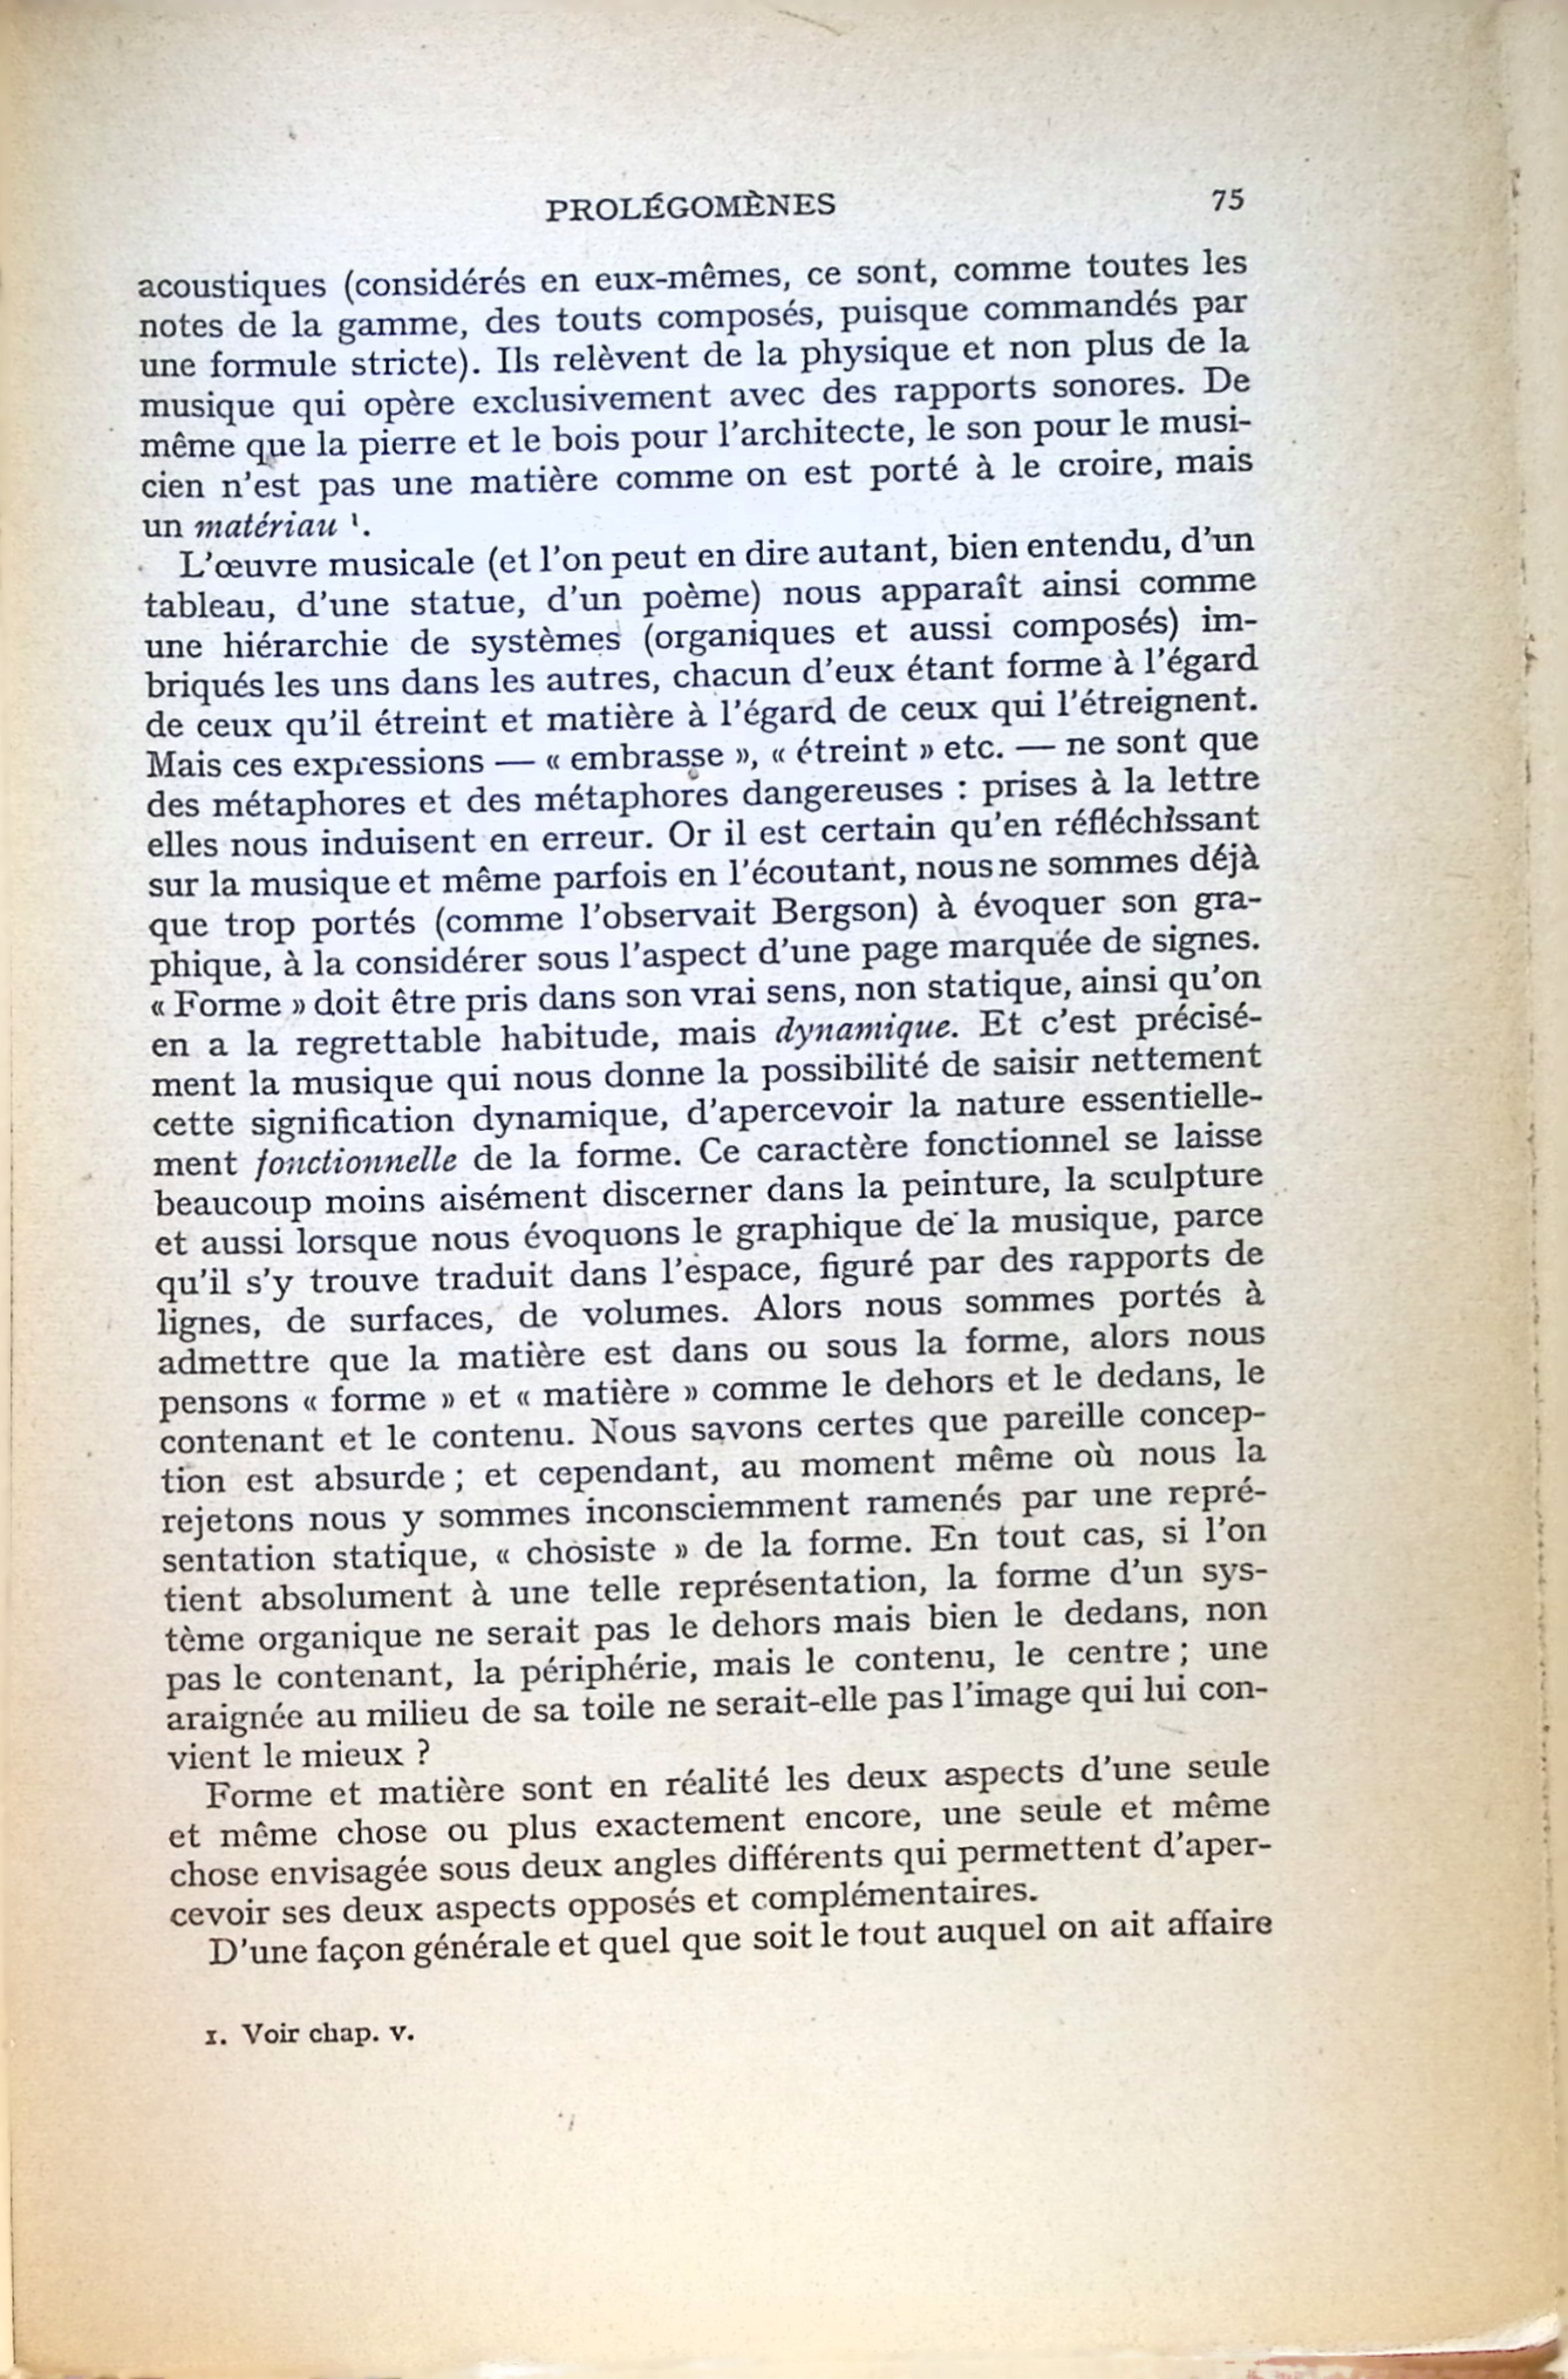 PROLÉGOMÈNES 75
acoustiques (considérés en eux-mêmes, ce sont, comme toutes les
notes de la gamme, des touts composés, puisque commandés par
une formule stricte). Ils relèvent de la physique et non plus de la
musique qui opère exclusivement avec des rapports sonores. De
même que la pierre et le bois pour l'architecte, le son pour le musi-
cien n'est pas une matière comme on est porté à le croire, mais
un matériau ¹.
L'œuvre musicale (et l'on peut en dire autant, bien entendu, d'un
tableau, d'une statue, d'un poème) nous apparaît ainsi comme
une hiérarchie de systèmes (organiques et aussi composés) im-
briqués les uns dans les autres, chacun d'eux étant forme à l'égard
de ceux qu'il étreint et matière à l'égard de ceux qui l'étreignent.
Mais ces expressions — « embrasse », « étreint » etc. — ne sont que
des métaphores et des métaphores dangereuses : prises à la lettre
elles nous induisent en erreur. Or il est certain qu'en réfléchissant
sur la musique et même parfois en l'écoutant, nous ne sommes déjà
que trop portés (comme l'observait Bergson) à évoquer son gra-
phique, à la considérer sous l'aspect d'une page marquée de signes.
« Forme » doit être pris dans son vrai sens, non statique, ainsi qu'on
en a la regrettable habitude, mais dynamique. Et c'est précisé-
ment la musique qui nous donne la possibilité de saisir nettement
cette signification dynamique, d'apercevoir la nature essentielle-
ment fonctionnelle de la forme. Ce caractère fonctionnel se laisse
beaucoup moins aisément discerner dans la peinture, la sculpture
et aussi lorsque nous évoquons le graphique de la musique, parce
qu'il s'y trouve traduit dans l'espace, figuré par des rapports de
lignes, de surfaces, de volumes. Alors nous sommes portés à
admettre que la matière est dans ou sous la forme, alors nous
pensons « forme » et « matière » comme le dehors et le dedans, le
contenant et le contenu. Nous savons certes que pareille concep-
tion est absurde ; et cependant, au moment même où nous la
rejetons nous y sommes inconsciemment ramenés par une repré-
sentation statique, « chosiste » de la forme. En tout cas, si l'on
tient absolument à une telle représentation, la forme d'un sys-
tème organique ne serait pas le dehors mais bien le dedans, non
pas le contenant, la périphérie, mais le contenu, le centre ; une
araignée au milieu de sa toile ne serait-elle pas l'image qui lui con-
vient le mieux ?
Forme et matière sont en réalité les deux aspects d'une seule
et même chose ou plus exactement encore, une seule et même
chose envisagée sous deux angles différents qui permettent d'aper-
cevoir ses deux aspects opposés et complémentaires.
D'une façon générale et quel que soit le tout auquel on ait affaire
1. Voir chap. v.